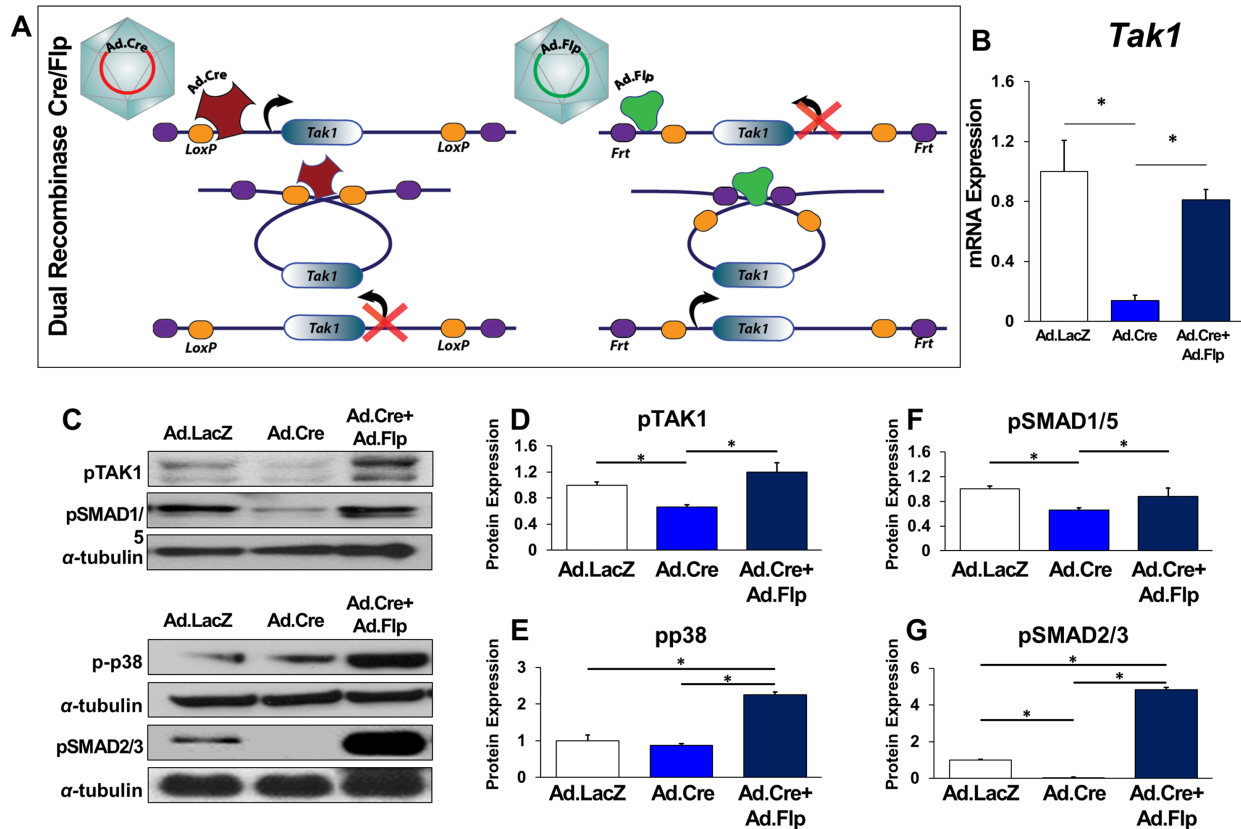 A
Dual Recombinase Cre/Flp
Ad.Cre
Ad.Cre
Tak1
LoxP
LoxP
Tak1
Tak1
LoxP
LoxP
Ad.Flp
Ad.Flp
Tak1
Frt
Frt
Tak1
Tak1
Frt
Frt
B
Tak1
mRNA Expression
1.6
1.2
0.8
0.4
0
*
*
Ad.LacZ
Ad.Cre
Ad.Cre+
Ad.Flp
C
Ad.LacZ
Ad.Cre
Ad.Cre+
Ad.Flp
pTAK1
pSMAD1/
5
α-tubulin
Ad.LacZ
Ad.Cre
Ad.Cre+
Ad.Flp
p-p38
α-tubulin
pSMAD2/3
α-tubulin
D
pTAK1
Protein Expression
1.6
1.2
0.8
0.4
0
*
*
Ad.LacZ
Ad.Cre
Ad.Cre+
Ad.Flp
E
pp38
Protein Expression
3
2
1
0
*
*
Ad.LacZ
Ad.Cre
Ad.Cre+
Ad.Flp
F
pSMAD1/5
Protein Expression
1.6
1.2
0.8
0.4
0
*
*
Ad.LacZ
Ad.Cre
Ad.Cre+
Ad.Flp
G
pSMAD2/3
Protein Expression
6
4
2
0
*
*
*
Ad.LacZ
Ad.Cre
Ad.Cre+
Ad.Flp